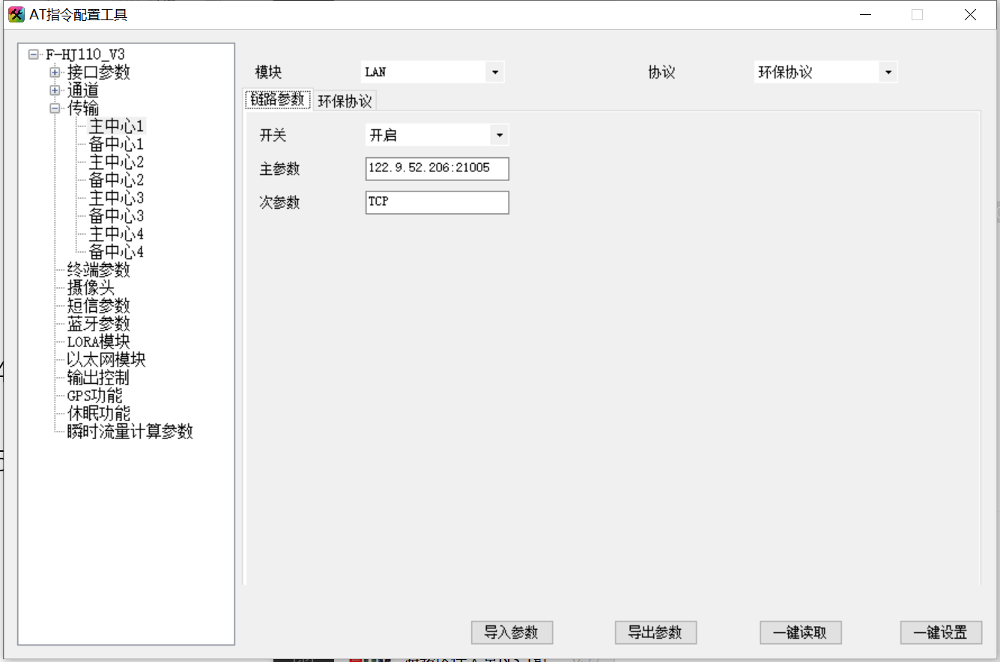 AT指令配置工具
F-HJ110_V3
接口参数
通道
传输
主中心1
备中心1
主中心2
备中心2
主中心3
备中心3
主中心4
备中心4
终端参数
摄像头
短信参数
蓝牙参数
LORA模块
以太网模块
输出控制
GPS功能
休眠功能
瞬时流量计算参数
模块 LAN 协议 环保协议
链路参数 环保协议
开关 开启
主参数 122.9.52.206:21005
次参数 TCP
导入参数 导出参数 一键读取 一键设置